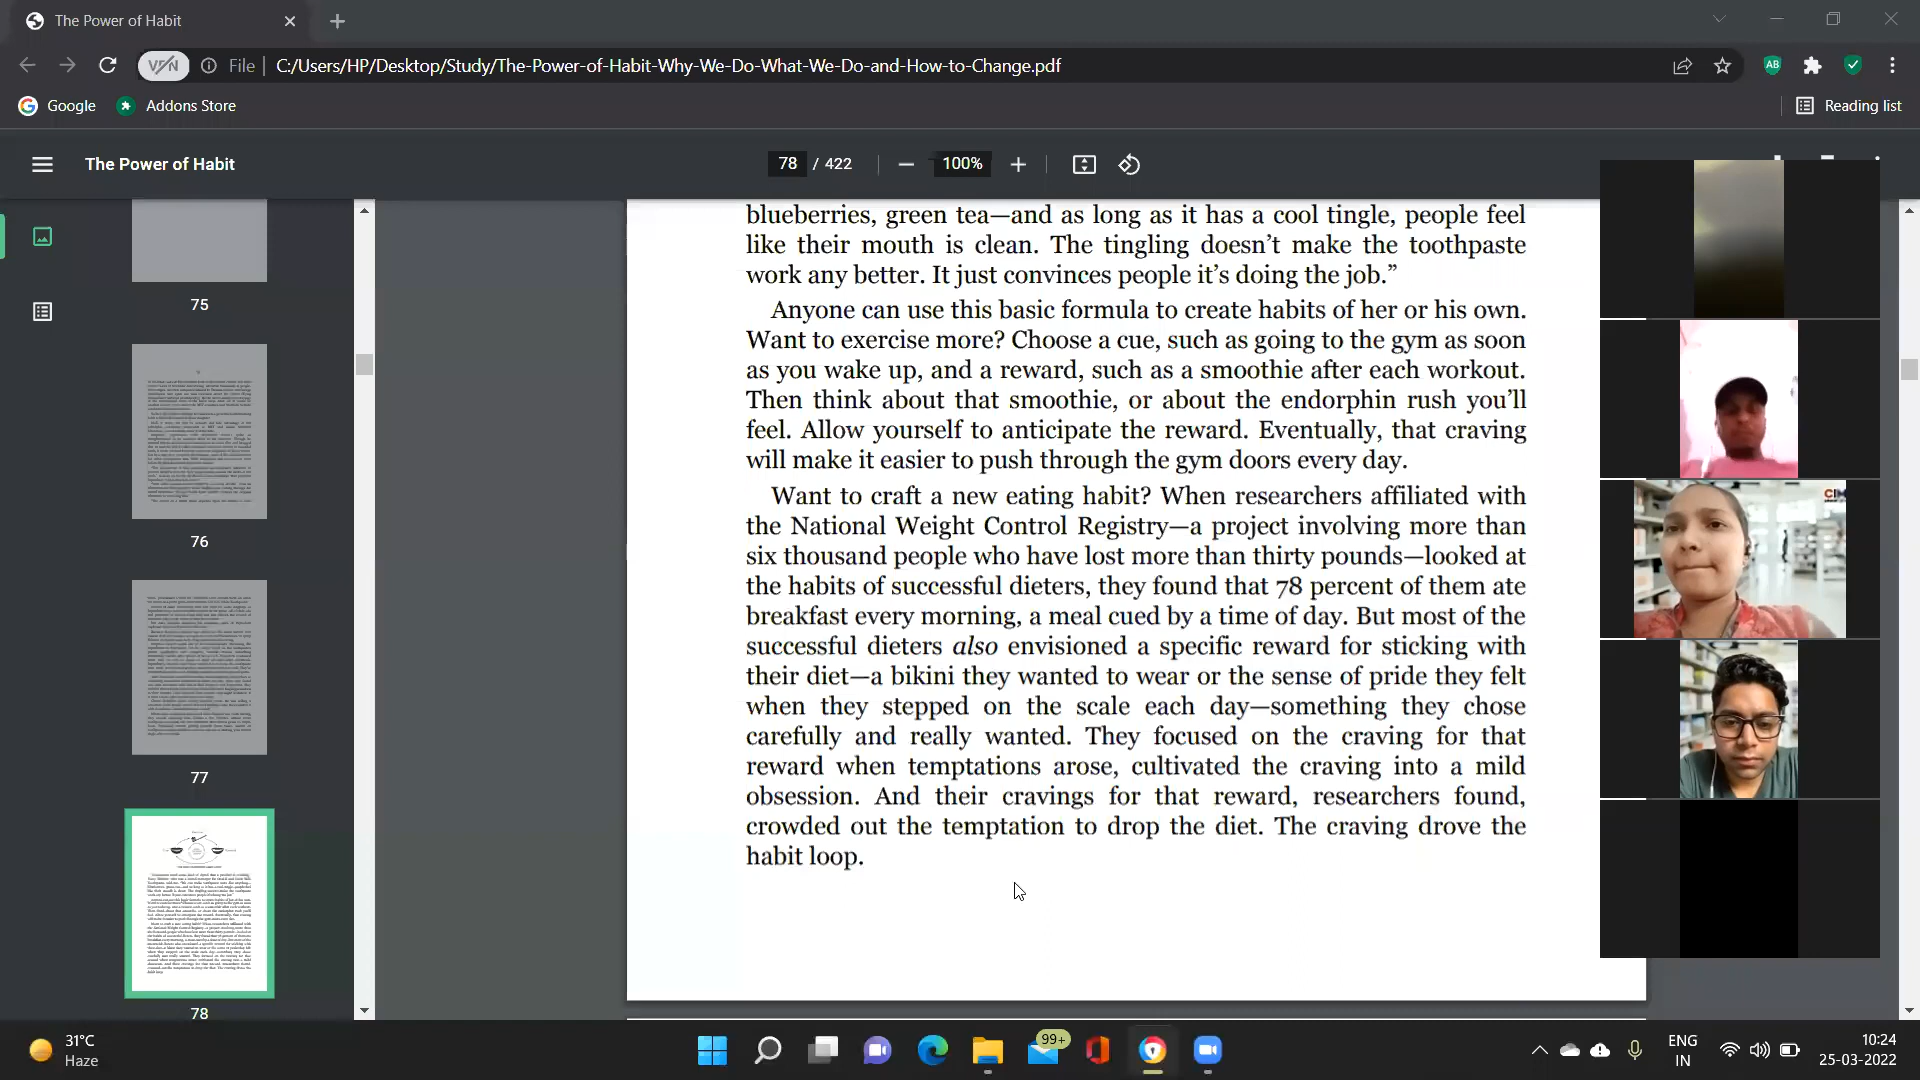 The Power of Habit
VPN
File
C:/Users/HP/Desktop/Study/The-Power-of-Habit-Why-We-Do-What-We-Do-and-How-to-Change.pdf
AB
Google
Addons Store
Reading list
The Power of Habit
78 / 422
100%
75
76
77
78
blueberries, green tea—and as long as it has a cool tingle, people feel
like their mouth is clean. The tingling doesn’t make the toothpaste
work any better. It just convinces people it’s doing the job.”
Anyone can use this basic formula to create habits of her or his own.
Want to exercise more? Choose a cue, such as going to the gym as soon
as you wake up, and a reward, such as a smoothie after each workout.
Then think about that smoothie, or about the endorphin rush you’ll
feel. Allow yourself to anticipate the reward. Eventually, that craving
will make it easier to push through the gym doors every day.
Want to craft a new eating habit? When researchers affiliated with
the National Weight Control Registry—a project involving more than
six thousand people who have lost more than thirty pounds—looked at
the habits of successful dieters, they found that 78 percent of them ate
breakfast every morning, a meal cued by a time of day. But most of the
successful dieters also envisioned a specific reward for sticking with
their diet—a bikini they wanted to wear or the sense of pride they felt
when they stepped on the scale each day—something they chose
carefully and really wanted. They focused on the craving for that
reward when temptations arose, cultivated the craving into a mild
obsession. And their cravings for that reward, researchers found,
crowded out the temptation to drop the diet. The craving drove the
habit loop.
31°C
Haze
99+
ENG
IN
10:24
25-03-2022